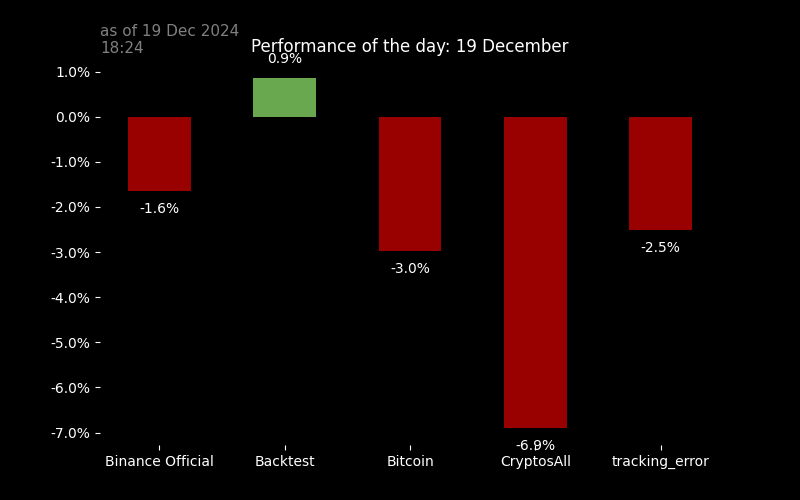 as of 19 Dec 2024
18:24
Performance of the day: 19 December
1.0%
0.0%
-1.0%
-2.0%
-3.0%
-4.0%
-5.0%
-6.0%
-7.0%
0.9%
-1.6%
-3.0%
-2.5%
-6.9%
Binance Official
Backtest
Bitcoin
CryptosAll
tracking_error